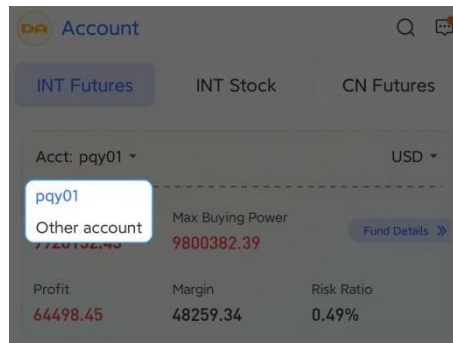 DA Account
INT Futures INT Stock CN Futures
Acct: pqy01 USD
pqy01
Other account
Max Buying Power
9800382.39
Fund Details
Profit Margin Risk Ratio
64498.45 48259.34 0.49%